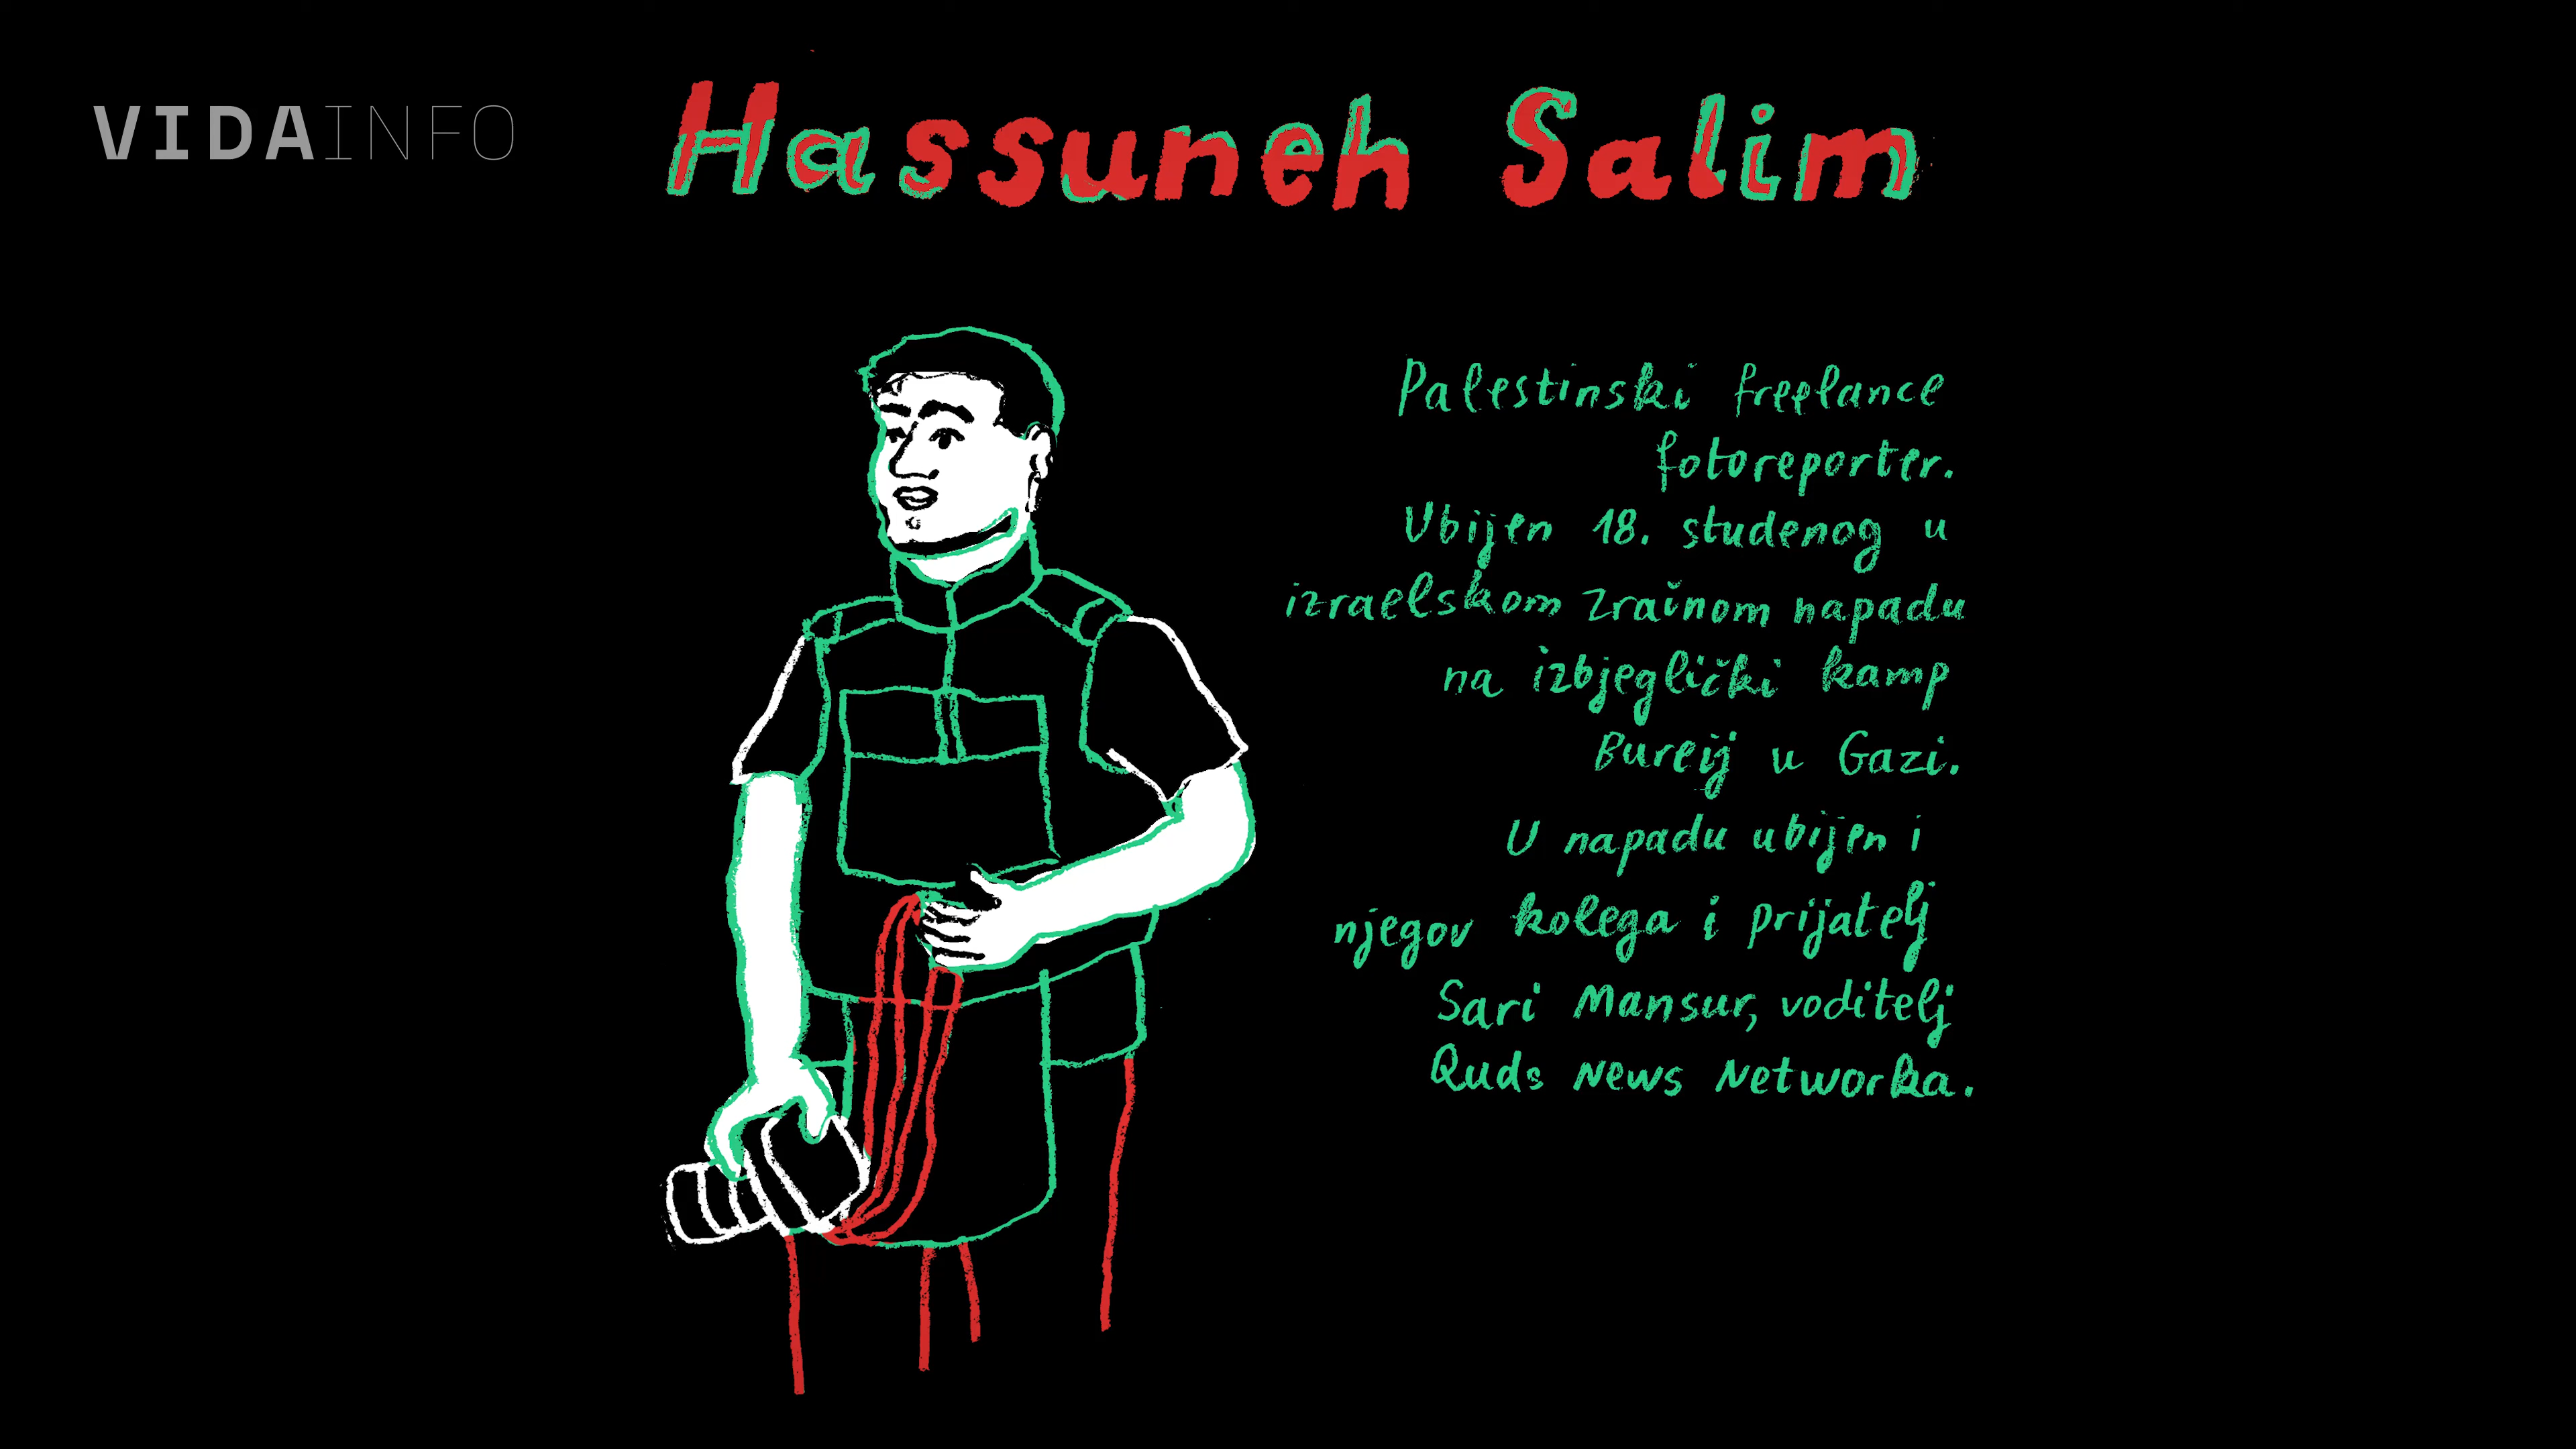 VIDAINFO
Hassuneh Salim
Palestinski freelance
fotoreporter.
Ubijen 18. studenog u
izraelskom zračnom napadu
na izbjeglički kamp
Bureij u Gazi.
U napadu ubijen i
njegov kolega i prijatelj
Sari Mansur, voditelj
Quds News Networka.